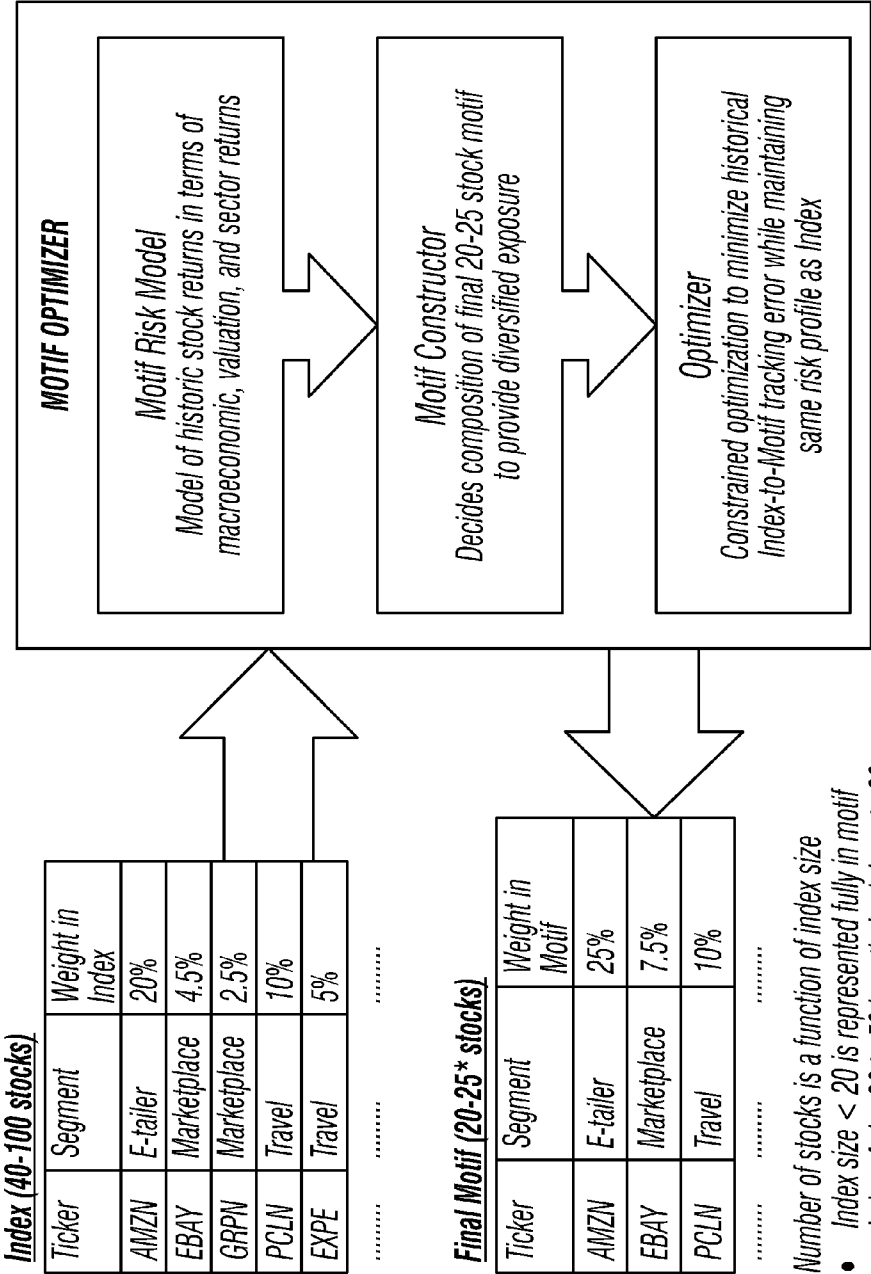 Index (40-100 stocks)
Ticker Segment Weight in Index
AMZN E-tailer 20%
EBAY Marketplace 4.5%
GRPN Marketplace 2.5%
PCLN Travel 10%
EXPE Travel 5%
......... ......... .........
Final Motif (20-25* stocks)
Ticker Segment Weight in Motif
AMZN E-tailer 25%
EBAY Marketplace 7.5%
PCLN Travel 10%
......... ......... .........
Number of stocks is a function of index size
• Index size < 20 is represented fully in motif
MOTIF OPTIMIZER
Motif Risk Model
Model of historic stock returns in terms of
macroeconomic, valuation, and sector returns
Motif Constructor
Decides composition of final 20-25 stock motif
to provide diversified exposure
Optimizer
Constrained optimization to minimize historical
Index-to-Motif tracking error while maintaining
same risk profile as Index